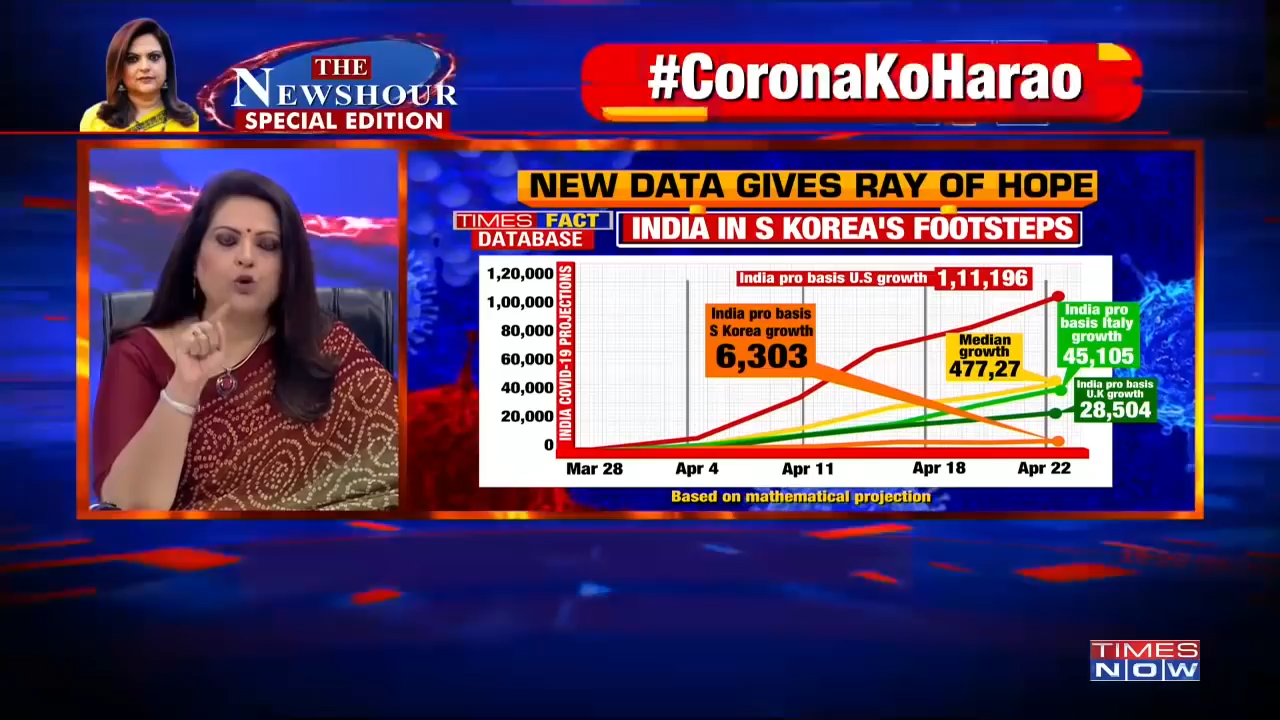 THE
NEWSHOUR
SPECIAL EDITION
#CoronaKoHarao
NEW DATA GIVES RAY OF HOPE
TIMES FACT
DATABASE
INDIA IN S KOREA'S FOOTSTEPS
INDIA COVID-19 PROJECTIONS
1,20,000
1,00,000
80,000
60,000
40,000
20,000
0
India pro basis U.S growth 1,11,196
India pro basis
S Korea growth
6,303
Median
growth
477,27
India pro
basis Italy
growth
45,105
India pro basis
U.K growth
28,504
Mar 28
Apr 4
Apr 11
Apr 18
Apr 22
Based on mathematical projection
TIMES
NOW